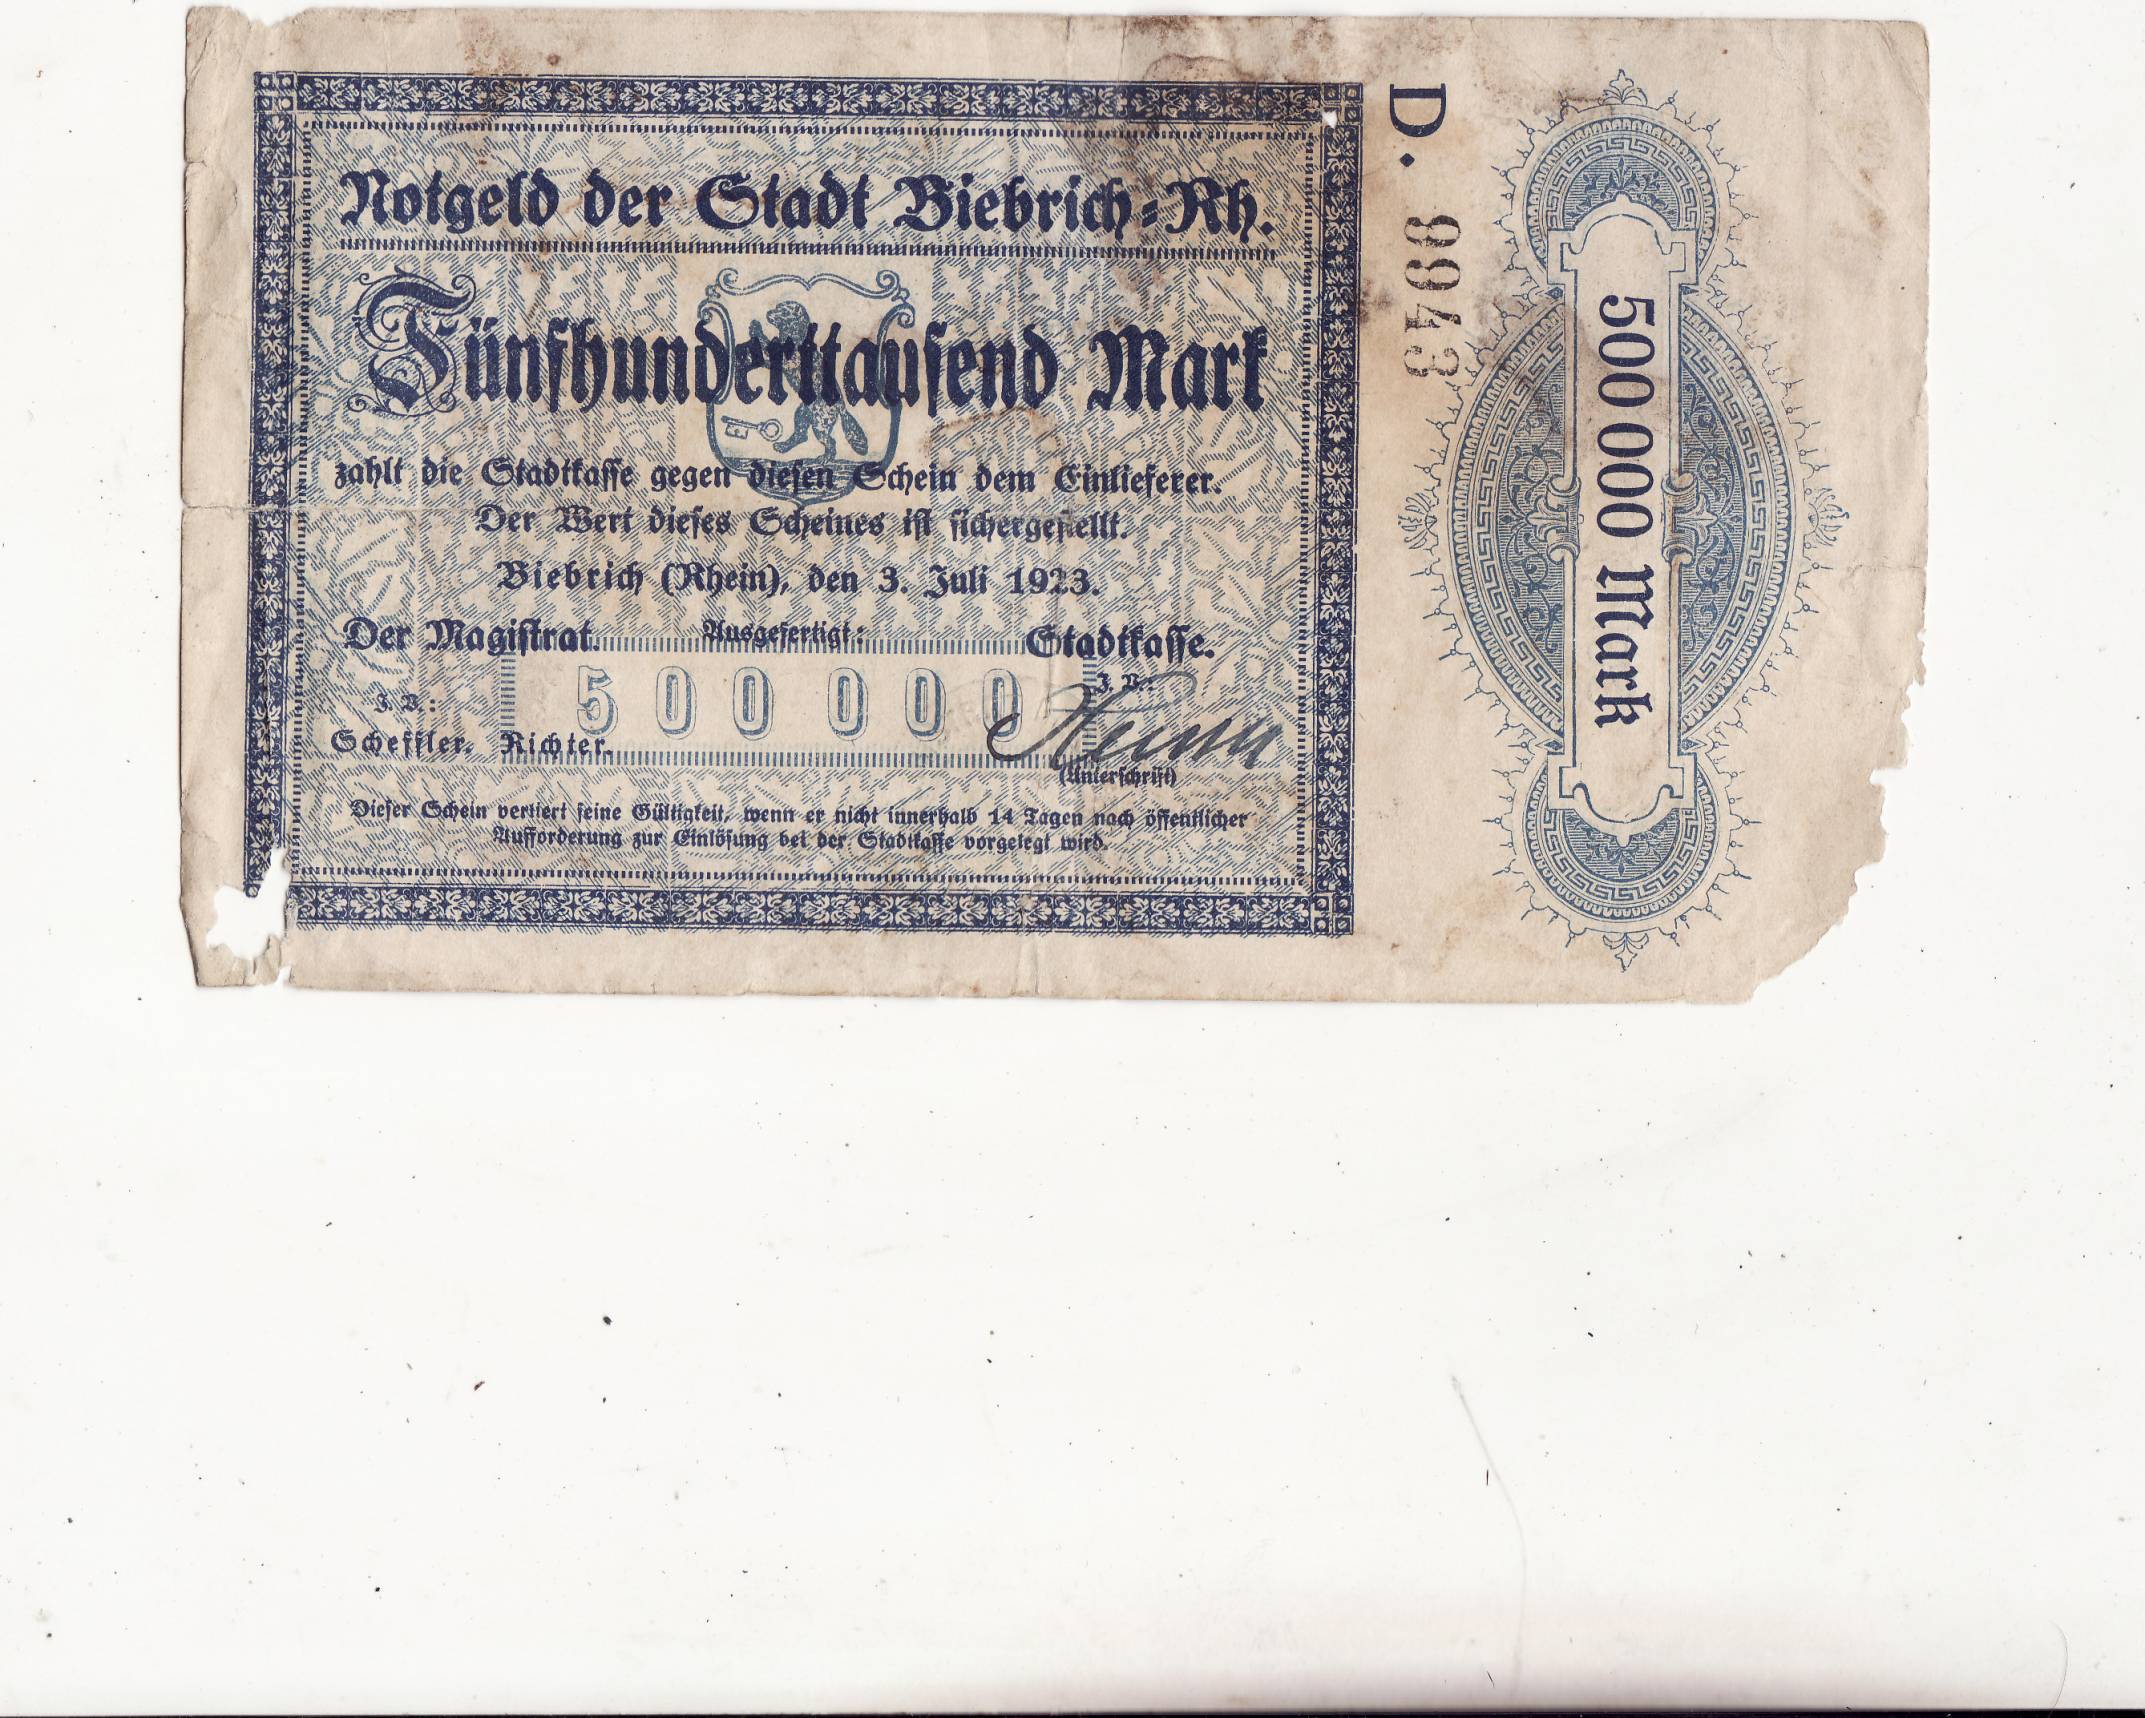 Notgeld der Stadt Biebrich-Rh.
Fünfhunderttausend Mark
zahlt die Stadtkasse gegen diesen Schein dem Einlieferer.
Der Wert dieses Scheines ist sichergestellt.
Biebrich (Rhein), den 3. Juli 1923.
Der Magistrat. Ausgefertigt: Stadtkasse.
J. V.: 500 000 J. V.:
Scheffler. Richter.
(Unterschrift)
Dieser Schein verliert seine Gültigkeit, wenn er nicht innerhalb 14 Tagen nach öffentlicher
Aufforderung zur Einlösung bei der Stadtkasse vorgelegt wird.
D. 9943
500 000 Mark